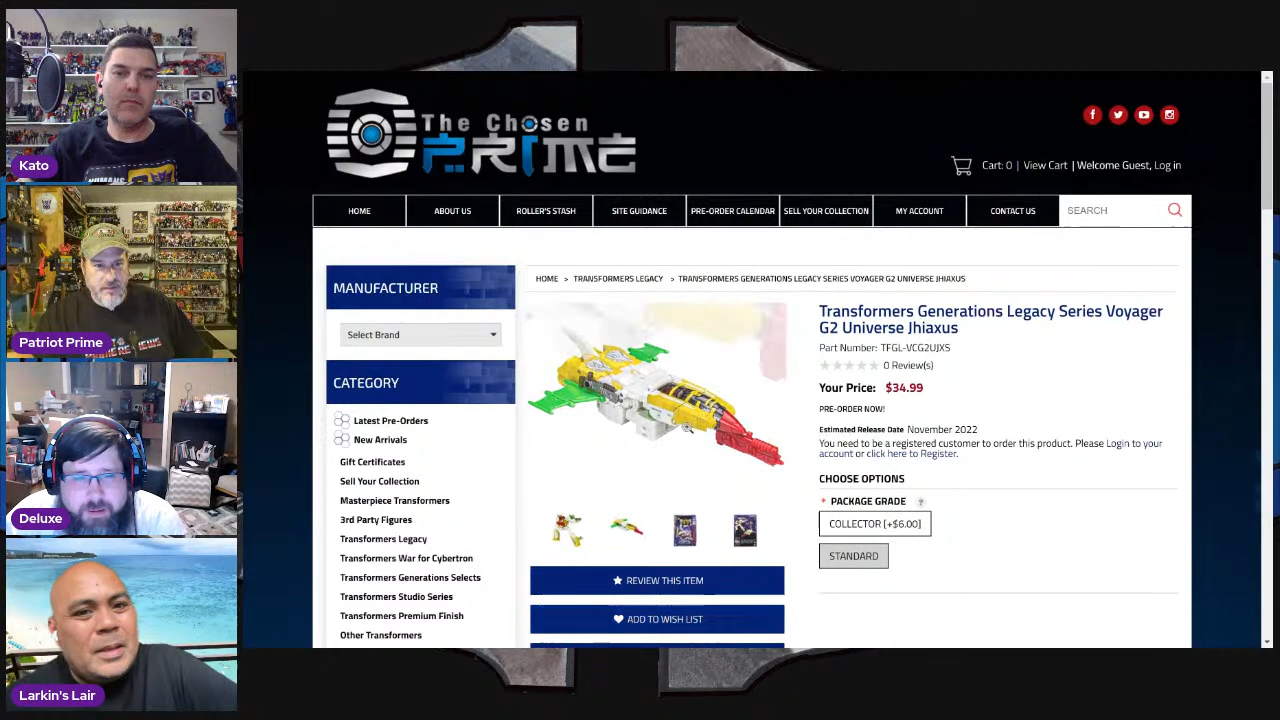 Kato
Patriot Prime
Deluxe
Larkin's Lair
The Chosen
PRIME
Cart: 0 | View Cart | Welcome Guest, Log in
HOME
ABOUT US
ROLLER'S STASH
SITE GUIDANCE
PRE-ORDER CALENDAR
SELL YOUR COLLECTION
MY ACCOUNT
CONTACT US
SEARCH
MANUFACTURER
Select Brand
CATEGORY
Latest Pre-Orders
New Arrivals
Gift Certificates
Sell Your Collection
Masterpiece Transformers
3rd Party Figures
Transformers Legacy
Transformers War for Cybertron
Transformers Generations Selects
Transformers Studio Series
Transformers Premium Finish
Other Transformers
HOME > TRANSFORMERS LEGACY > TRANSFORMERS GENERATIONS LEGACY SERIES VOYAGER G2 UNIVERSE JHIAXUS
REVIEW THIS ITEM
ADD TO WISH LIST
Transformers Generations Legacy Series Voyager
G2 Universe Jhiaxus
Part Number: TFGL-VCG2UJXS
0 Review(s)
Your Price: $34.99
PRE-ORDER NOW!
Estimated Release Date November 2022
You need to be a registered customer to order this product. Please Login to your
account or click here to Register.
CHOOSE OPTIONS
* PACKAGE GRADE ?
COLLECTOR [+$6.00]
STANDARD